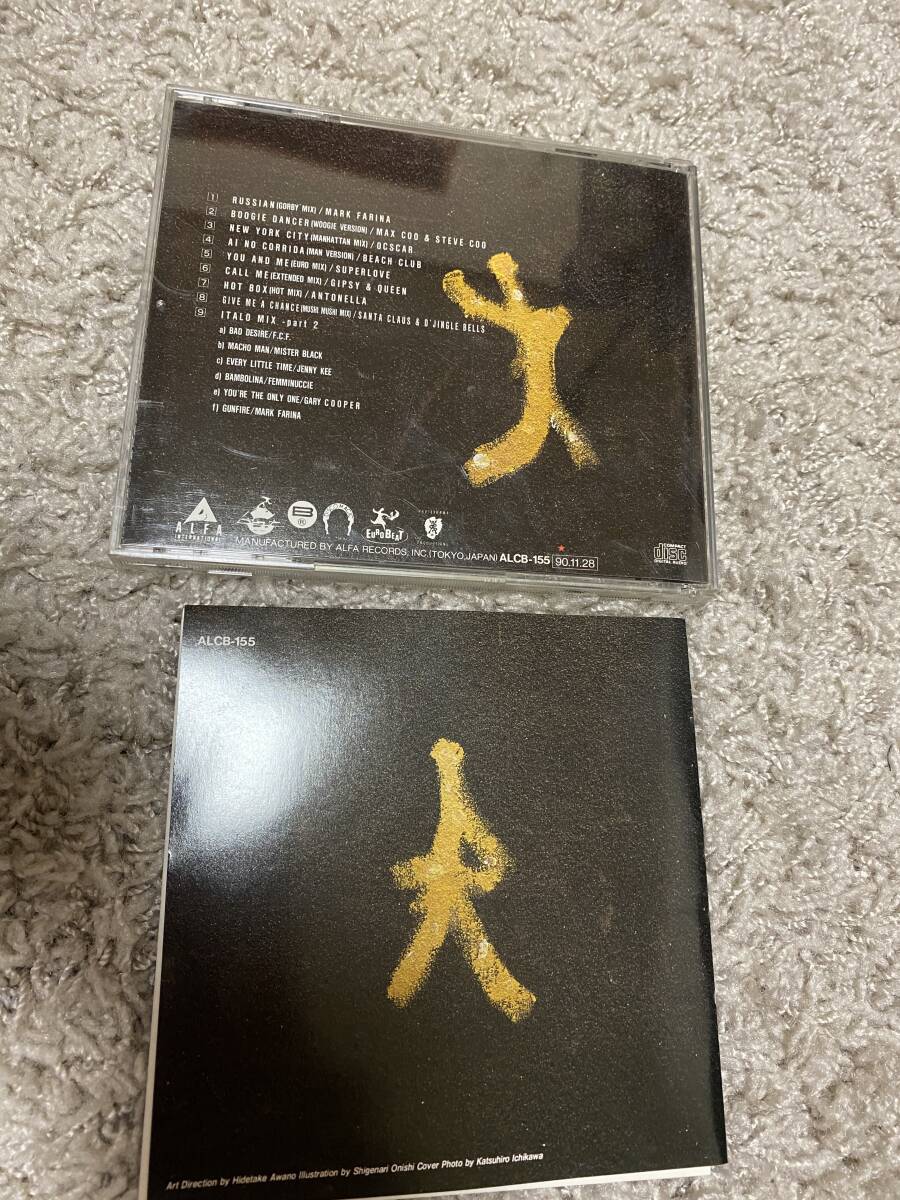 1 RUSSIAN (GORBY MIX) / MARK FARINA
2 BOOGIE DANCER (WOOGIE VERSION) / MAX COO & STEVE COO
3 NEW YORK CITY (MANHATTAN MIX) / OCSCAR
4 AI NO CORRIDA (MAN VERSION) / BEACH CLUB
5 YOU AND ME (EURO MIX) / SUPERLOVE
6 CALL ME (EXTENDED MIX) / GIPSY & QUEEN
7 HOT BOX (HOT MIX) / ANTONELLA
8 GIVE ME A CHANCE (MUSHI MUSHI MIX) / SANTA CLAUS & D'JINGLE BELLS
9 ITALO MIX -part 2
a) BAD DESIRE/F.C.F.
b) MACHO MAN/MISTER BLACK
c) EVERY LITTLE TIME/JENNY KEE
d) BAMBOLINA/FEMMINUCCIE
e) YOU'RE THE ONLY ONE/GARY COOPER
f) GUNFIRE/MARK FARINA
ALFA
INTERNATIONAL
B
®
EUROBEAT
MANUFACTURED BY ALFA RECORDS, INC. (TOKYO, JAPAN) ALCB-155 90.11.28
COMPACT
disc
DIGITAL AUDIO
ALCB-155
Art Direction by Hidetake Awano Illustration by Shigenari Onishi Cover Photo by Katsuhiro Ichikawa